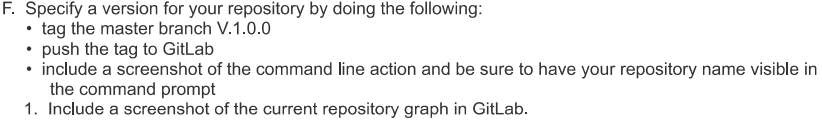 F. Specify a version for your repository by doing the following:
• tag the master branch V.1.0.0
• push the tag to GitLab
• include a screenshot of the command line action and be sure to have your repository name visible in
the command prompt
1. Include a screenshot of the current repository graph in GitLab.